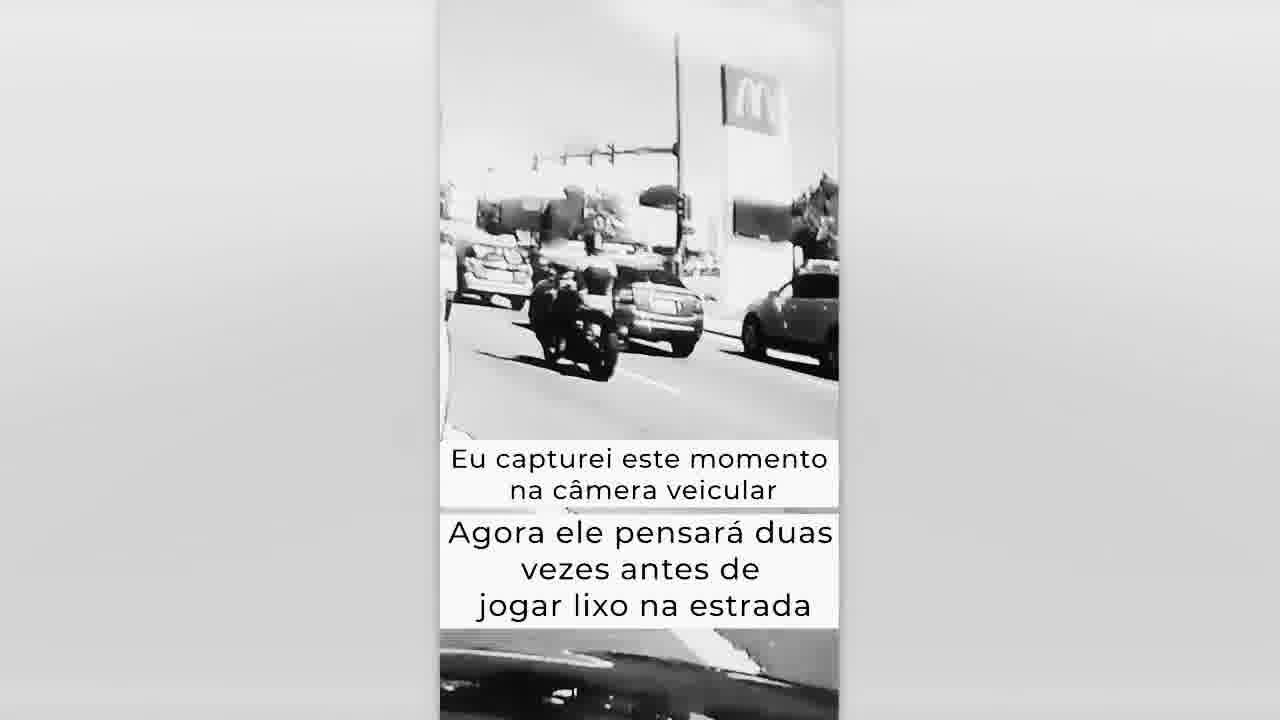 Eu capturei este momento
na câmera veicular
Agora ele pensará duas
vezes antes de
jogar lixo na estrada